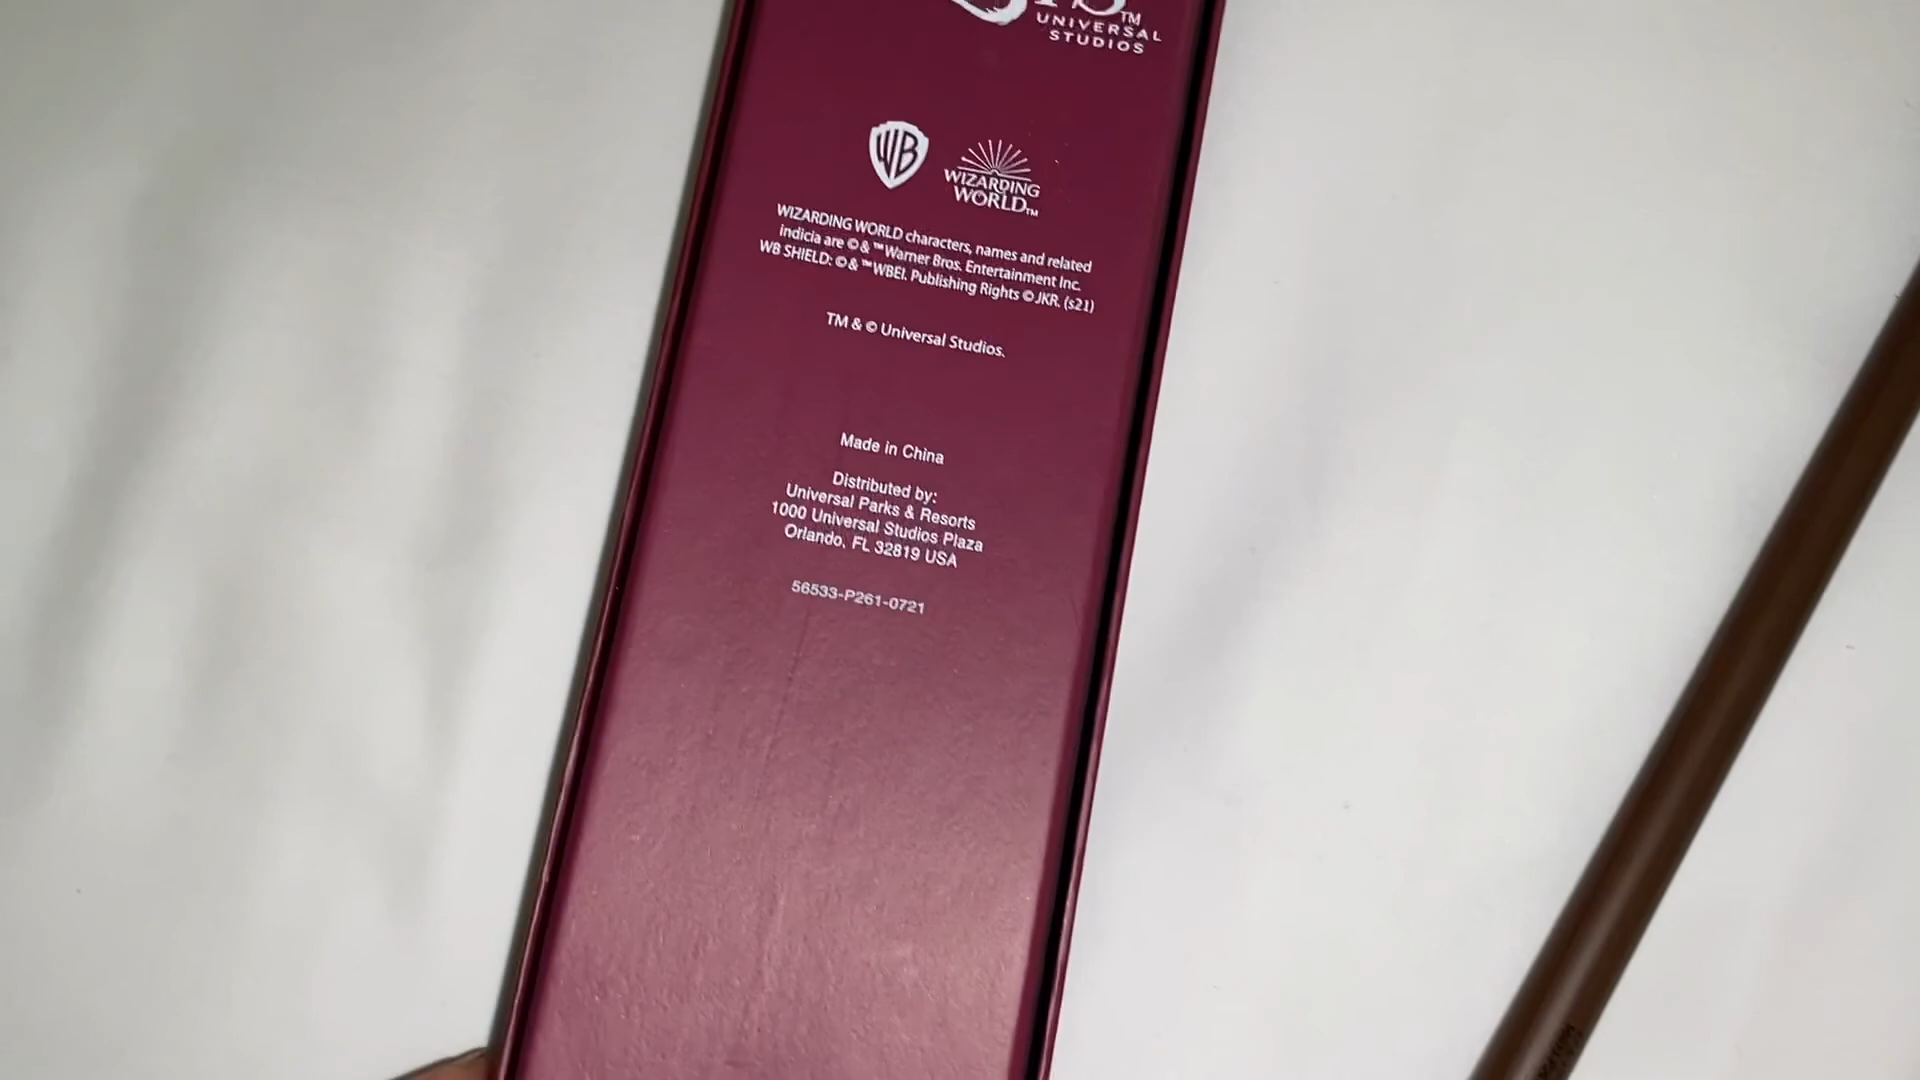 UNIVERSAL
STUDIOS
WB
WIZARDING
WORLD™
WIZARDING WORLD characters, names and related
indicia are © & ™ Warner Bros. Entertainment Inc.
WB SHIELD: © & ™ WBEI. Publishing Rights © JKR. (s21)
TM & © Universal Studios.
Made in China
Distributed by:
Universal Parks & Resorts
1000 Universal Studios Plaza
Orlando, FL 32819 USA
56533-P261-0721